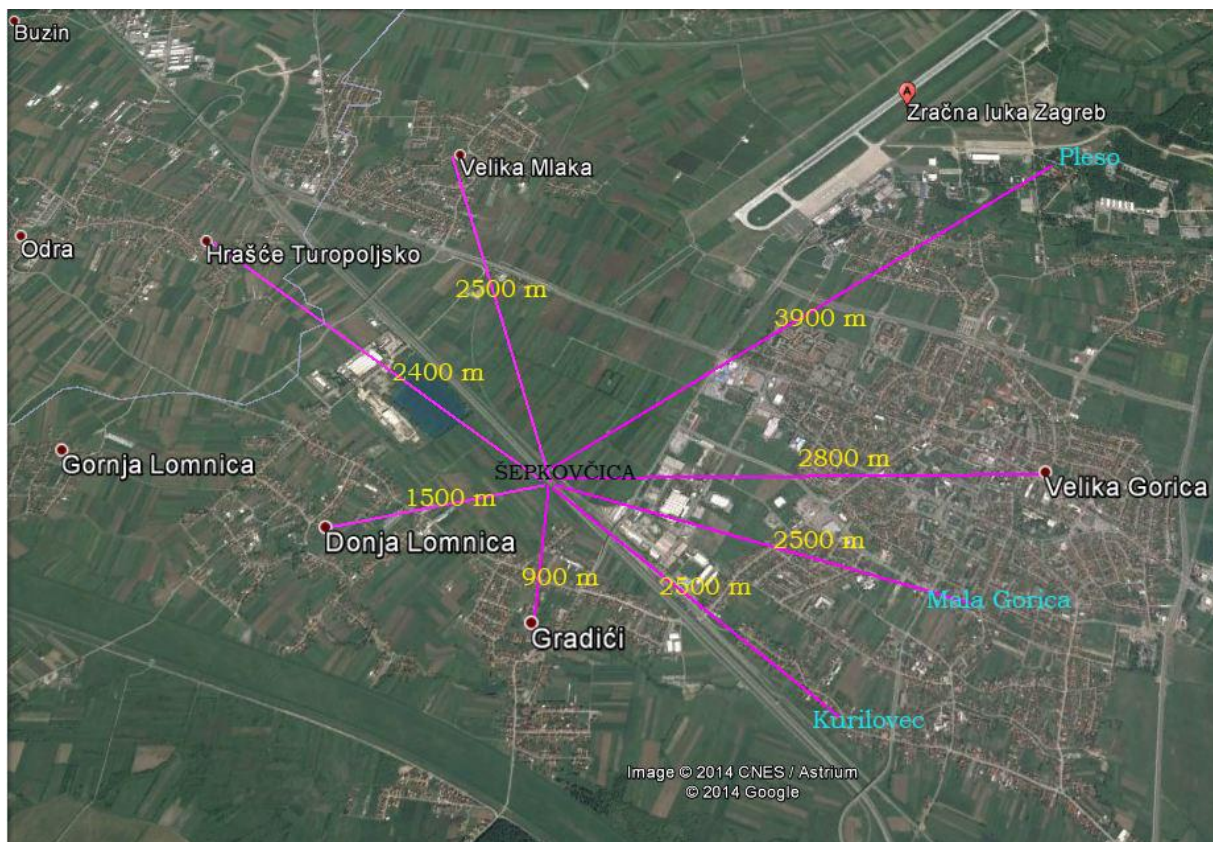 Buzin
A
Zračna luka Zagreb
Pleso
Velika Mlaka
Odra
Hrašće Turopoljsko
2500 m
3900 m
2400 m
Gornja Lomnica
ŠEPKOVČICA
2800 m
Velika Gorica
1500 m
Donja Lomnica
2500 m
900 m
2500 m
Mala Gorica
Gradići
Kurilovec
Image © 2014 CNES / Astrium
© 2014 Google